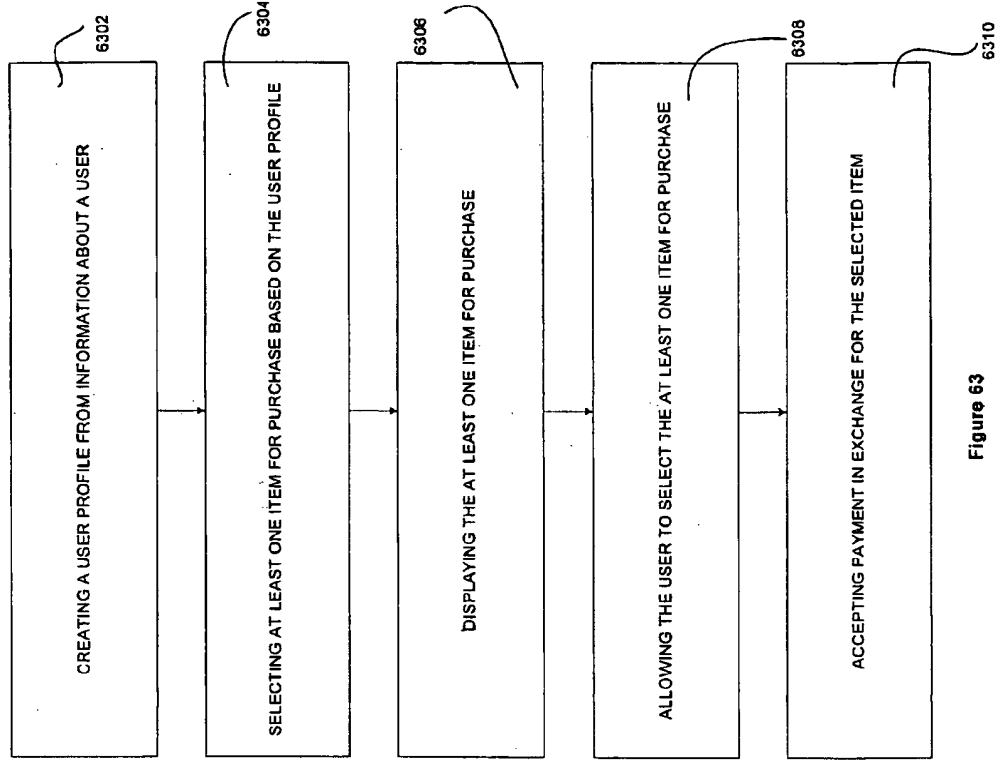 6302
CREATING A USER PROFILE FROM INFORMATION ABOUT A USER
6304
SELECTING AT LEAST ONE ITEM FOR PURCHASE BASED ON THE USER PROFILE
6306
DISPLAYING THE AT LEAST ONE ITEM FOR PURCHASE
6308
ALLOWING THE USER TO SELECT THE AT LEAST ONE ITEM FOR PURCHASE
6310
ACCEPTING PAYMENT IN EXCHANGE FOR THE SELECTED ITEM
Figure 63